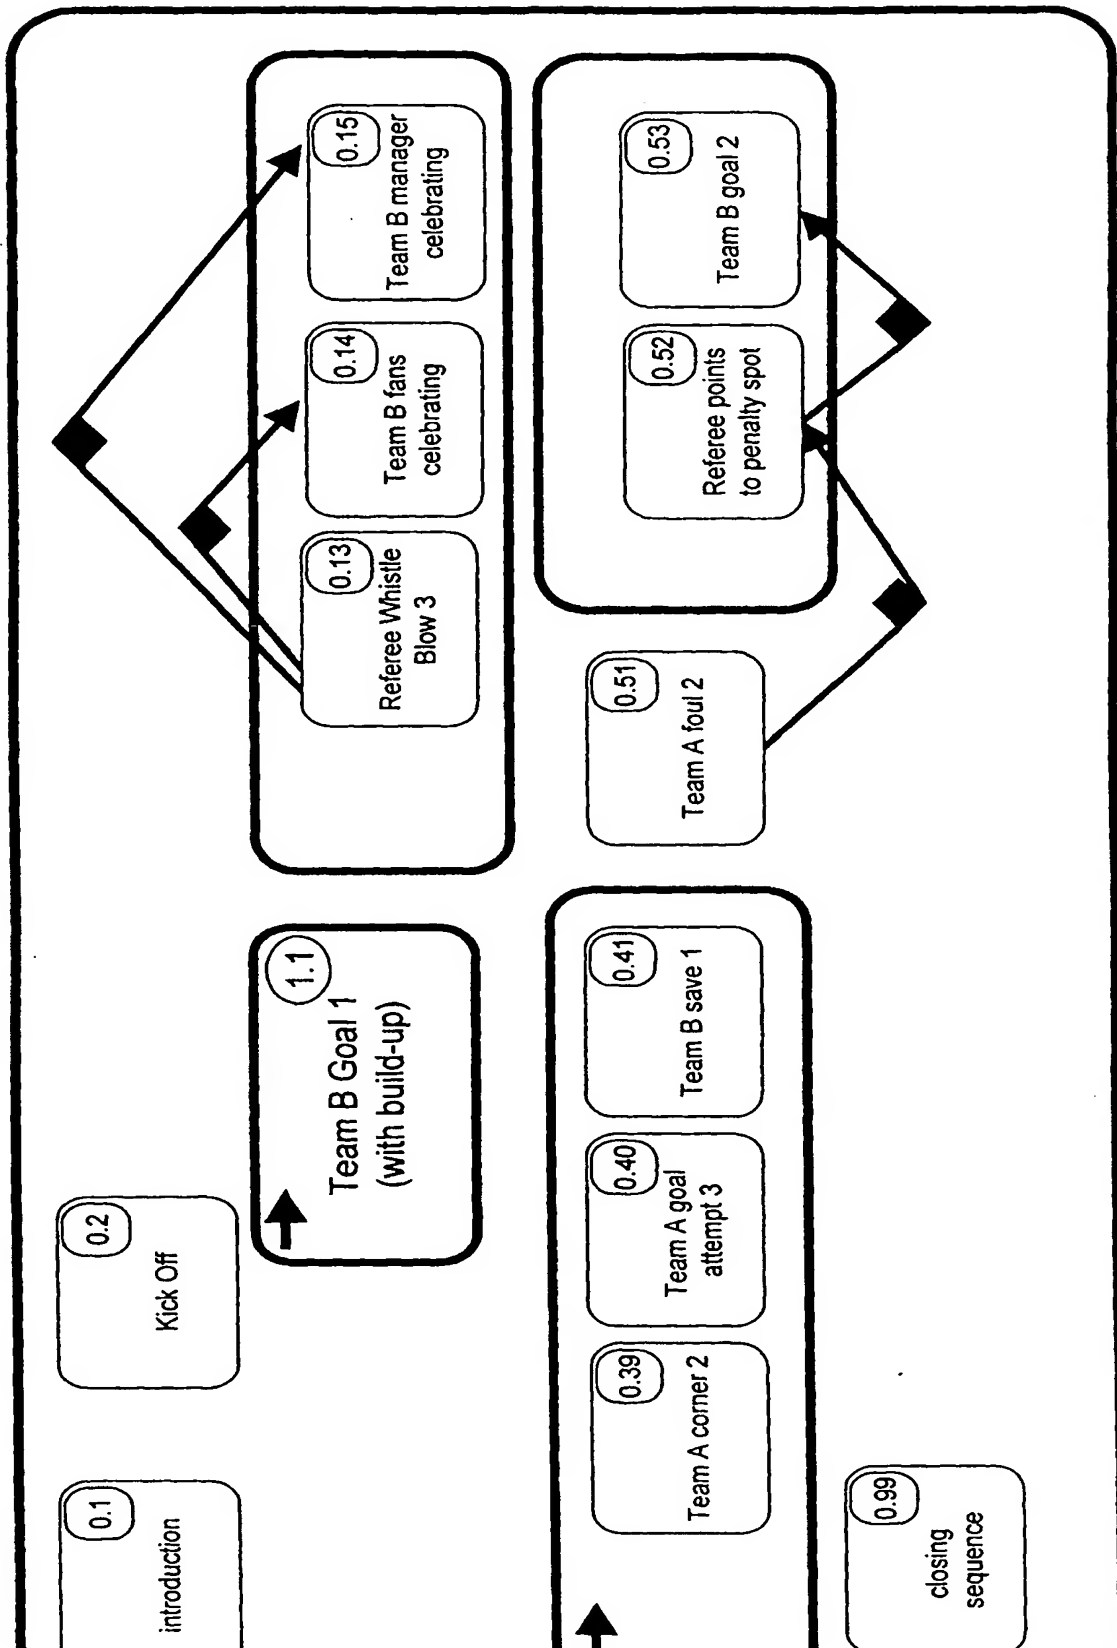 0.1
introduction
0.2
Kick Off
1.1
Team B Goal 1
(with build-up)
0.13
Referee Whistle
Blow 3
0.14
Team B fans
celebrating
0.15
Team B manager
celebrating
0.39
Team A corner 2
0.40
Team A goal
attempt 3
0.41
Team B save 1
0.51
Team A foul 2
0.52
Referee points
to penalty spot
0.53
Team B goal 2
0.99
closing
sequence